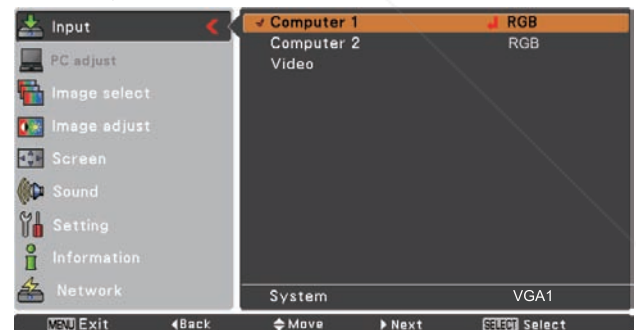 Input
PC adjust
Image select
Image adjust
Screen
Sound
Setting
Information
Network
Computer 1 RGB
Computer 2 RGB
Video
System VGA1
MENU Exit Back Move Next SELECT Select